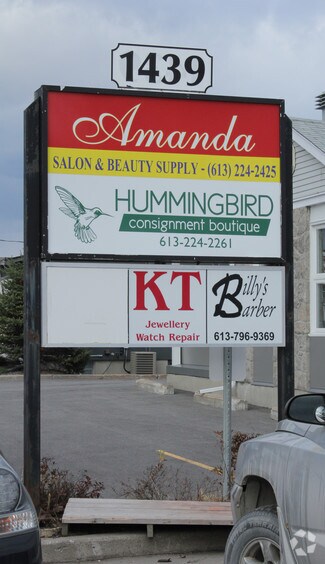 1439
Amanda
SALON & BEAUTY SUPPLY - (613) 224-2425
HUMMINGBIRD
consignment boutique
613-224-2261
KT
Jewellery
Watch Repair
Billy's
Barber
613-796-9369